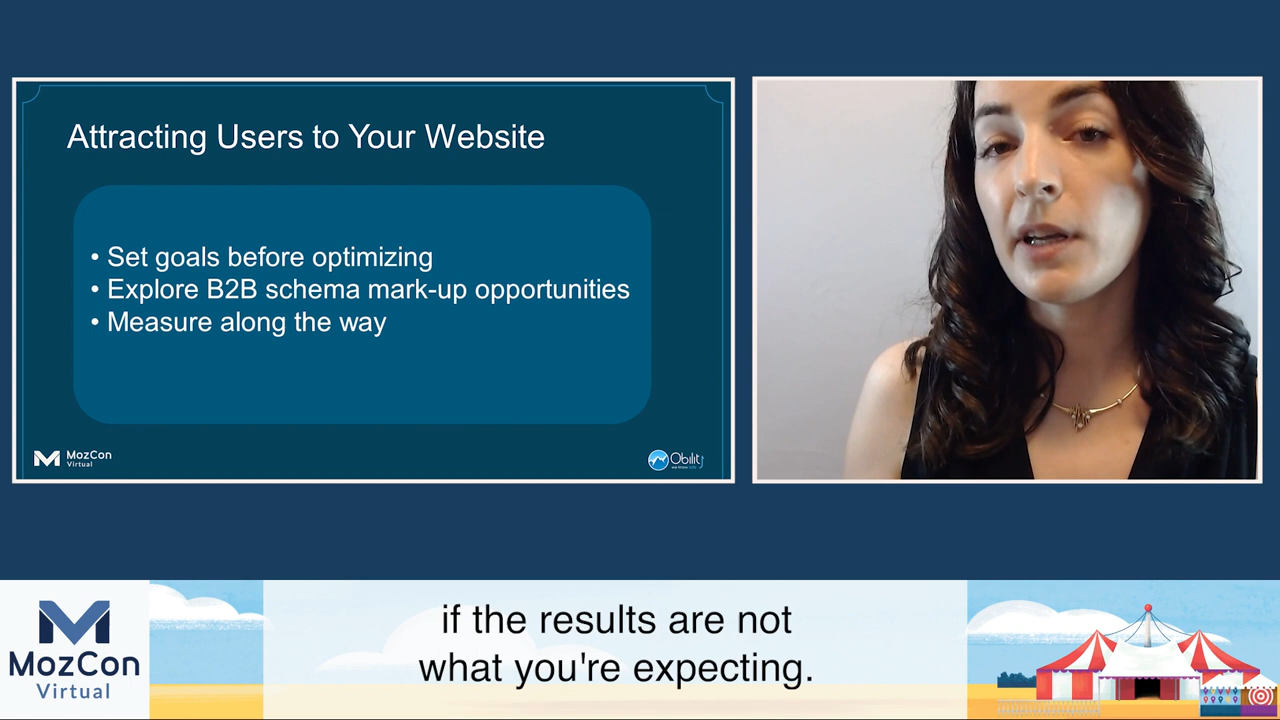 Attracting Users to Your Website
• Set goals before optimizing
• Explore B2B schema mark-up opportunities
• Measure along the way
MozCon
Virtual
Obility
if the results are not
what you're expecting.
MozCon
Virtual